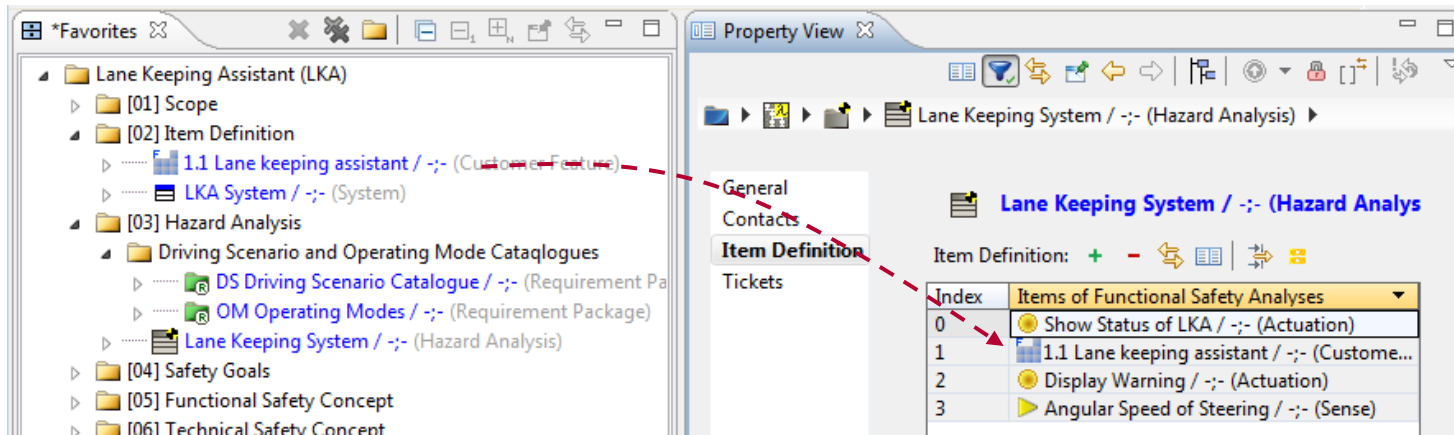 *Favorites
Lane Keeping Assistant (LKA)
[01] Scope
[02] Item Definition
1.1 Lane keeping assistant / -;- (Customer Feature)
LKA System / -;- (System)
[03] Hazard Analysis
Driving Scenario and Operating Mode Cataqlogues
DS Driving Scenario Catalogue / -;- (Requirement Pa
OM Operating Modes / -;- (Requirement Package)
Lane Keeping System / -;- (Hazard Analysis)
[04] Safety Goals
[05] Functional Safety Concept
[06] Technical Safety Concept
Property View
Lane Keeping System / -;- (Hazard Analysis)
General
Contacts
Item Definition
Tickets
Lane Keeping System / -;- (Hazard Analys
Item Definition:
Index Items of Functional Safety Analyses
0 Show Status of LKA / -;- (Actuation)
1 1.1 Lane keeping assistant / -;- (Custome...
2 Display Warning / -;- (Actuation)
3 Angular Speed of Steering / -;- (Sense)